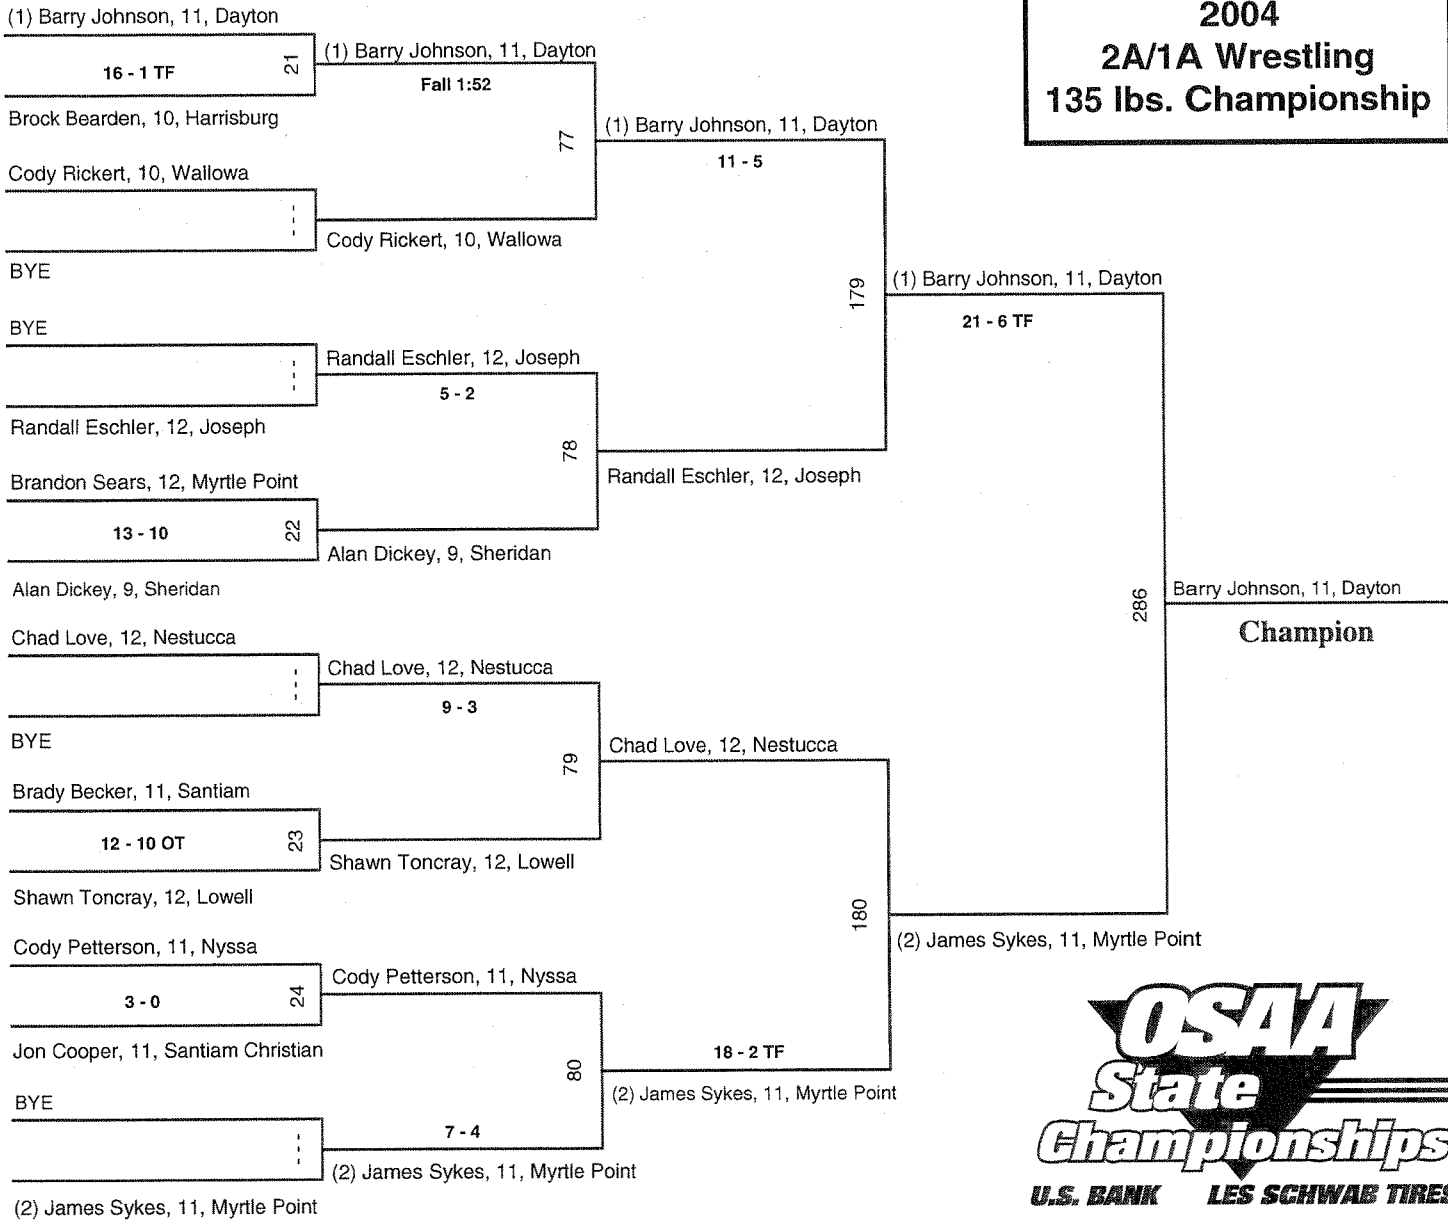 (1) Barry Johnson, 11, Dayton
16 - 1 TF
21
Brock Bearden, 10, Harrisburg
Cody Rickert, 10, Wallowa
BYE
BYE
Randall Eschler, 12, Joseph
Brandon Sears, 12, Myrtle Point
13 - 10
22
Alan Dickey, 9, Sheridan
Chad Love, 12, Nestucca
BYE
Brady Becker, 11, Santiam
12 - 10 OT
23
Shawn Toncray, 12, Lowell
Cody Petterson, 11, Nyssa
3 - 0
24
Jon Cooper, 11, Santiam Christian
BYE
(2) James Sykes, 11, Myrtle Point
(1) Barry Johnson, 11, Dayton
Fall 1:52
77
Cody Rickert, 10, Wallowa
Randall Eschler, 12, Joseph
5 - 2
78
Alan Dickey, 9, Sheridan
Chad Love, 12, Nestucca
9 - 3
79
Shawn Toncray, 12, Lowell
Cody Petterson, 11, Nyssa
80
7 - 4
(2) James Sykes, 11, Myrtle Point
(1) Barry Johnson, 11, Dayton
11 - 5
179
Randall Eschler, 12, Joseph
Chad Love, 12, Nestucca
180
18 - 2 TF
(2) James Sykes, 11, Myrtle Point
(1) Barry Johnson, 11, Dayton
21 - 6 TF
286
(2) James Sykes, 11, Myrtle Point
Barry Johnson, 11, Dayton
Champion
2004
2A/1A Wrestling
135 lbs. Championship
OSAA
State
Championships
U.S. BANK LES SCHWAB TIRES